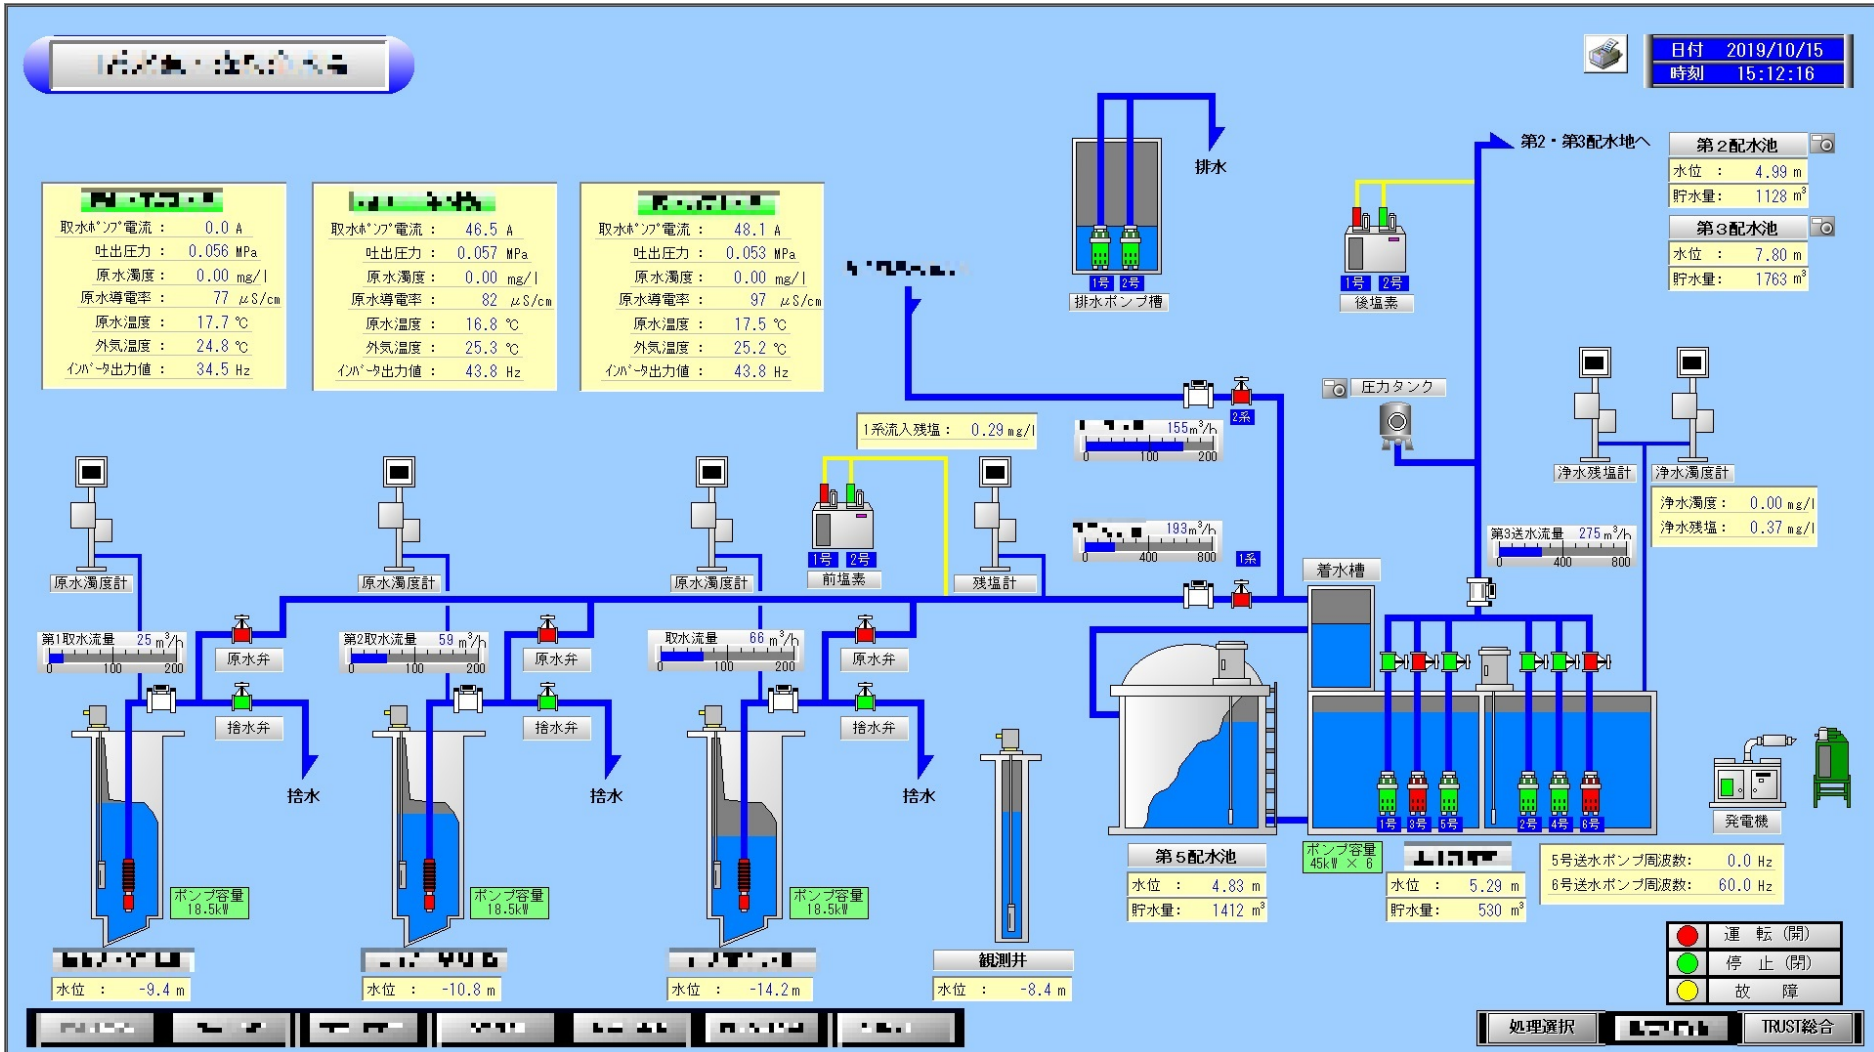 日付 2019/10/15
時刻 15:12:16
第2・第3配水地へ
第2配水池
水位 : 4.99 m
貯水量: 1128 m³
第3配水池
水位 : 7.80 m
貯水量: 1763 m³
排水
1号 2号
排水ポンプ槽
1号 2号
後塩素
取水ﾎﾟﾝﾌﾟ電流 : 0.0 A
吐出圧力 : 0.056 MPa
原水濁度 : 0.00 mg/l
原水導電率 : 77 μS/cm
原水温度 : 17.7 ℃
外気温度 : 24.8 ℃
ｲﾝﾊﾞｰﾀ出力値 : 34.5 Hz
取水ﾎﾟﾝﾌﾟ電流 : 46.5 A
吐出圧力 : 0.057 MPa
原水濁度 : 0.00 mg/l
原水導電率 : 82 μS/cm
原水温度 : 16.8 ℃
外気温度 : 25.3 ℃
ｲﾝﾊﾞｰﾀ出力値 : 43.8 Hz
取水ﾎﾟﾝﾌﾟ電流 : 48.1 A
吐出圧力 : 0.053 MPa
原水濁度 : 0.00 mg/l
原水導電率 : 97 μS/cm
原水温度 : 17.5 ℃
外気温度 : 25.2 ℃
ｲﾝﾊﾞｰﾀ出力値 : 43.8 Hz
圧力タンク
2系
155m³/h
0 100 200
1系流入残塩 : 0.29 mg/l
浄水残塩計
浄水濁度計
浄水濁度 : 0.00 mg/l
浄水残塩 : 0.37 mg/l
193m³/h
0 400 800
1系
第3送水流量 275 m³/h
0 400 800
原水濁度計
原水濁度計
原水濁度計
1号 2号
前塩素
残塩計
着水槽
第1取水流量 25 m³/h
0 100 200
原水弁
第2取水流量 59 m³/h
0 100 200
原水弁
取水流量 66 m³/h
0 100 200
原水弁
捨水弁
捨水弁
捨水弁
捨水
捨水
捨水
1号 3号 5号 2号 4号 6号
発電機
ポンプ容量
18.5kW
ポンプ容量
18.5kW
ポンプ容量
18.5kW
第5配水池
水位 : 4.83 m
貯水量: 1412 m³
ポンプ容量
45kW × 6
水位 : 5.29 m
貯水量: 530 m³
5号送水ポンプ周波数: 0.0 Hz
6号送水ポンプ周波数: 60.0 Hz
水位 : -9.4 m
水位 : -10.8 m
水位 : -14.2 m
観測井
水位 : -8.4 m
運 転 (開)
停 止 (閉)
故 障
処理選択
TRUST総合